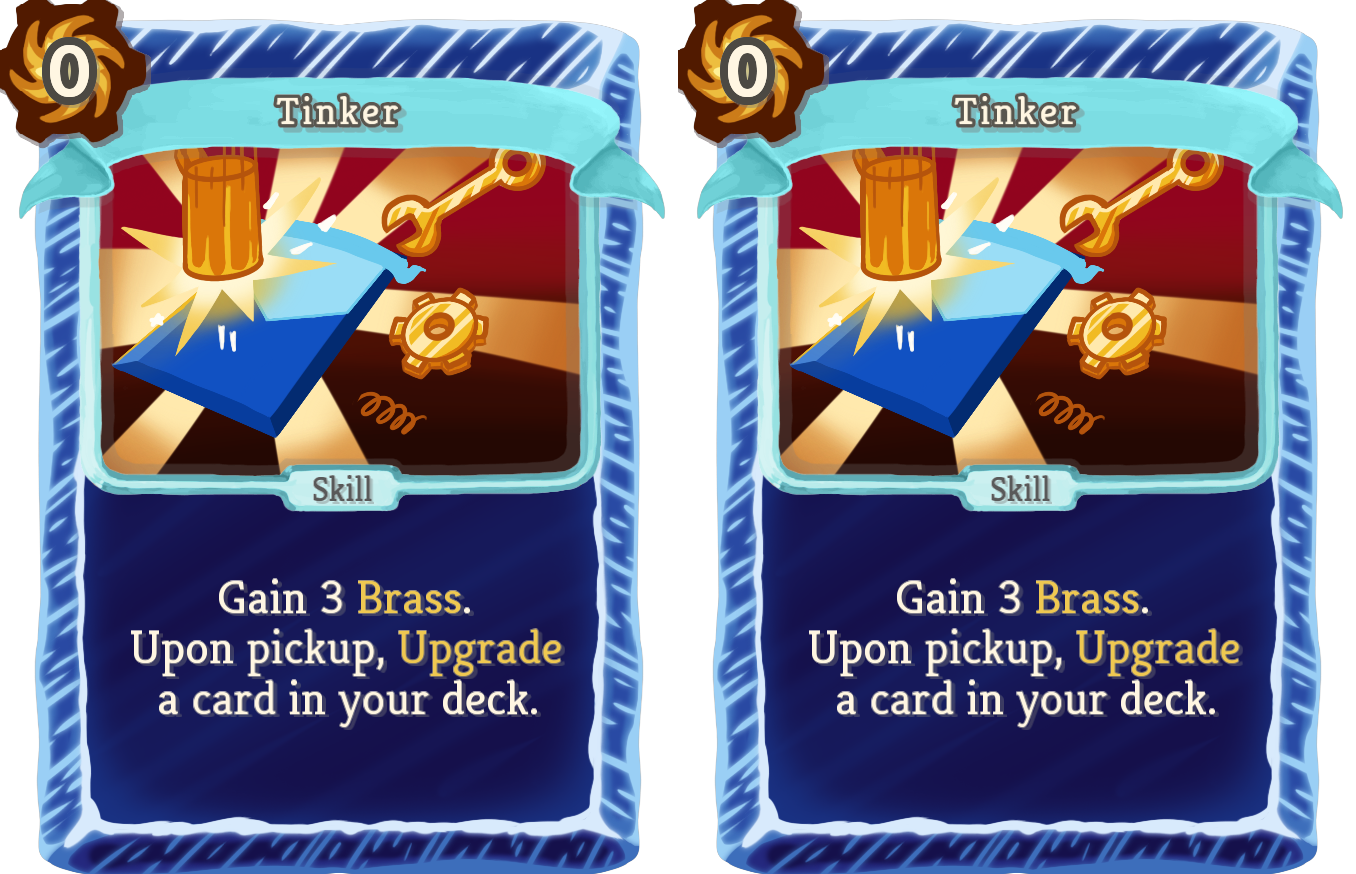 0
Tinker
Skill
Gain 3 Brass.
Upon pickup, Upgrade
a card in your deck.
0
Tinker
Skill
Gain 3 Brass.
Upon pickup, Upgrade
a card in your deck.